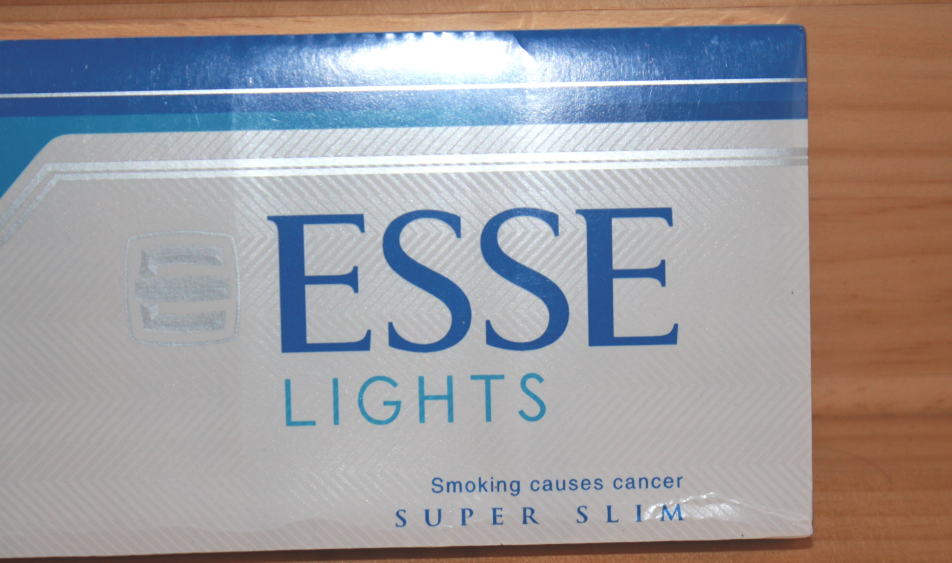 ESSE
LIGHTS
Smoking causes cancer
SUPER SLIM